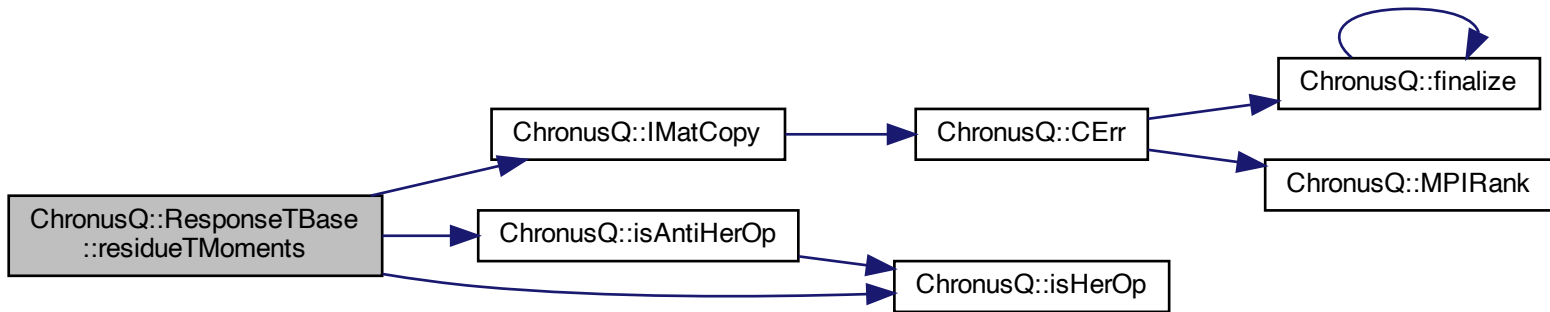 ChronusQ::ResponseTBase
::residueTMoments
ChronusQ::IMatCopy
ChronusQ::isAntiHerOp
ChronusQ::CErr
ChronusQ::isHerOp
ChronusQ::finalize
ChronusQ::MPIRank